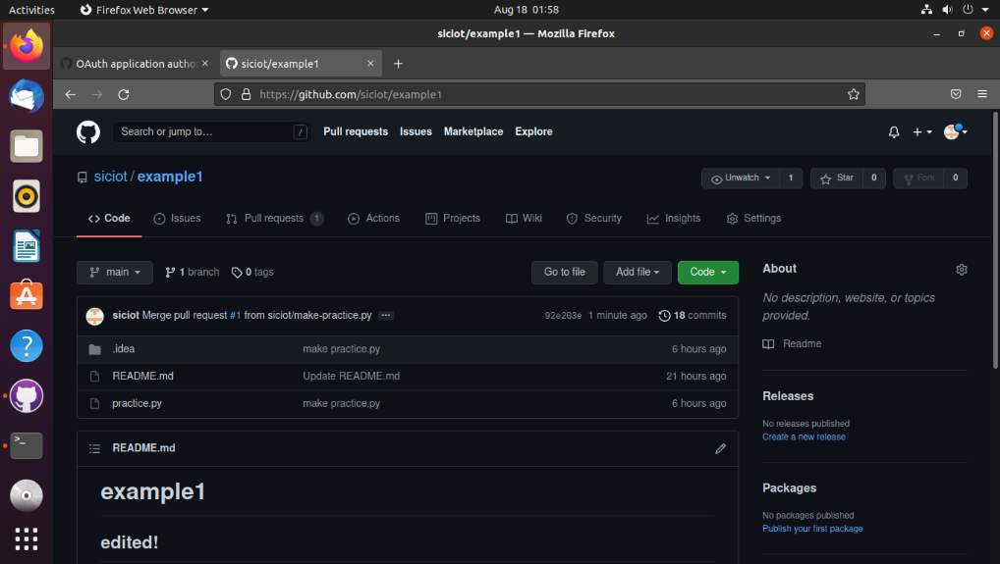 Activities Firefox Web Browser Aug 18 01:58
siciot/example1 — Mozilla Firefox
OAuth application author siciot/example1
https://github.com/siciot/example1
Search or jump to… / Pull requests Issues Marketplace Explore
siciot / example1 Unwatch 1 Star 0 Fork 0
Code Issues Pull requests 1 Actions Projects Wiki Security Insights Settings
main 1 branch 0 tags Go to file Add file Code
siciot Merge pull request #1 from siciot/make-practice.py ... 92e203e 1 minute ago 18 commits
.idea make practice.py 6 hours ago
README.md Update README.md 21 hours ago
practice.py make practice.py 6 hours ago
README.md
example1
edited!
About
No description, website, or topics
provided.
Readme
Releases
No releases published
Create a new release
Packages
No packages published
Publish your first package